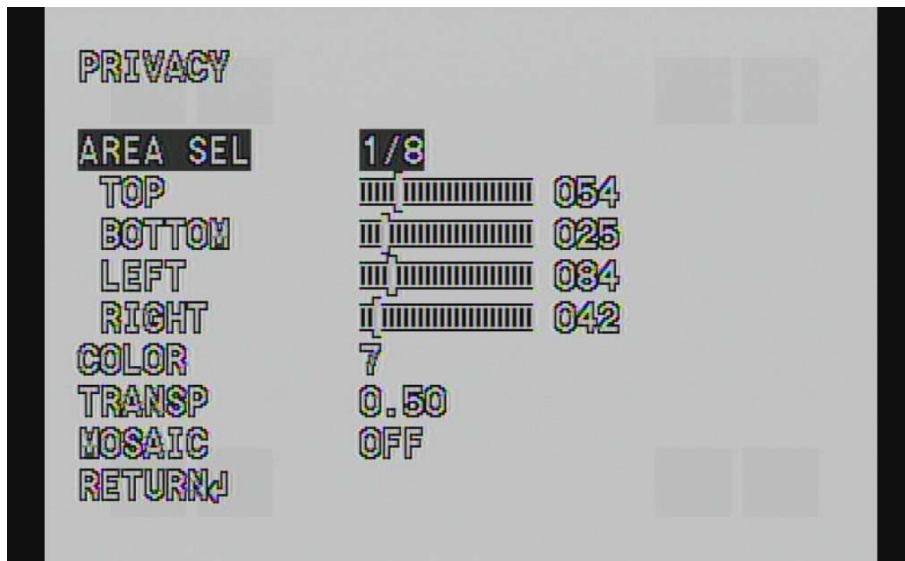 PRIVACY
AREA SEL 1/8
TOP 054
BOTTOM 025
LEFT 084
RIGHT 042
COLOR 7
TRANSP 0.50
MOSAIC OFF
RETURN↲